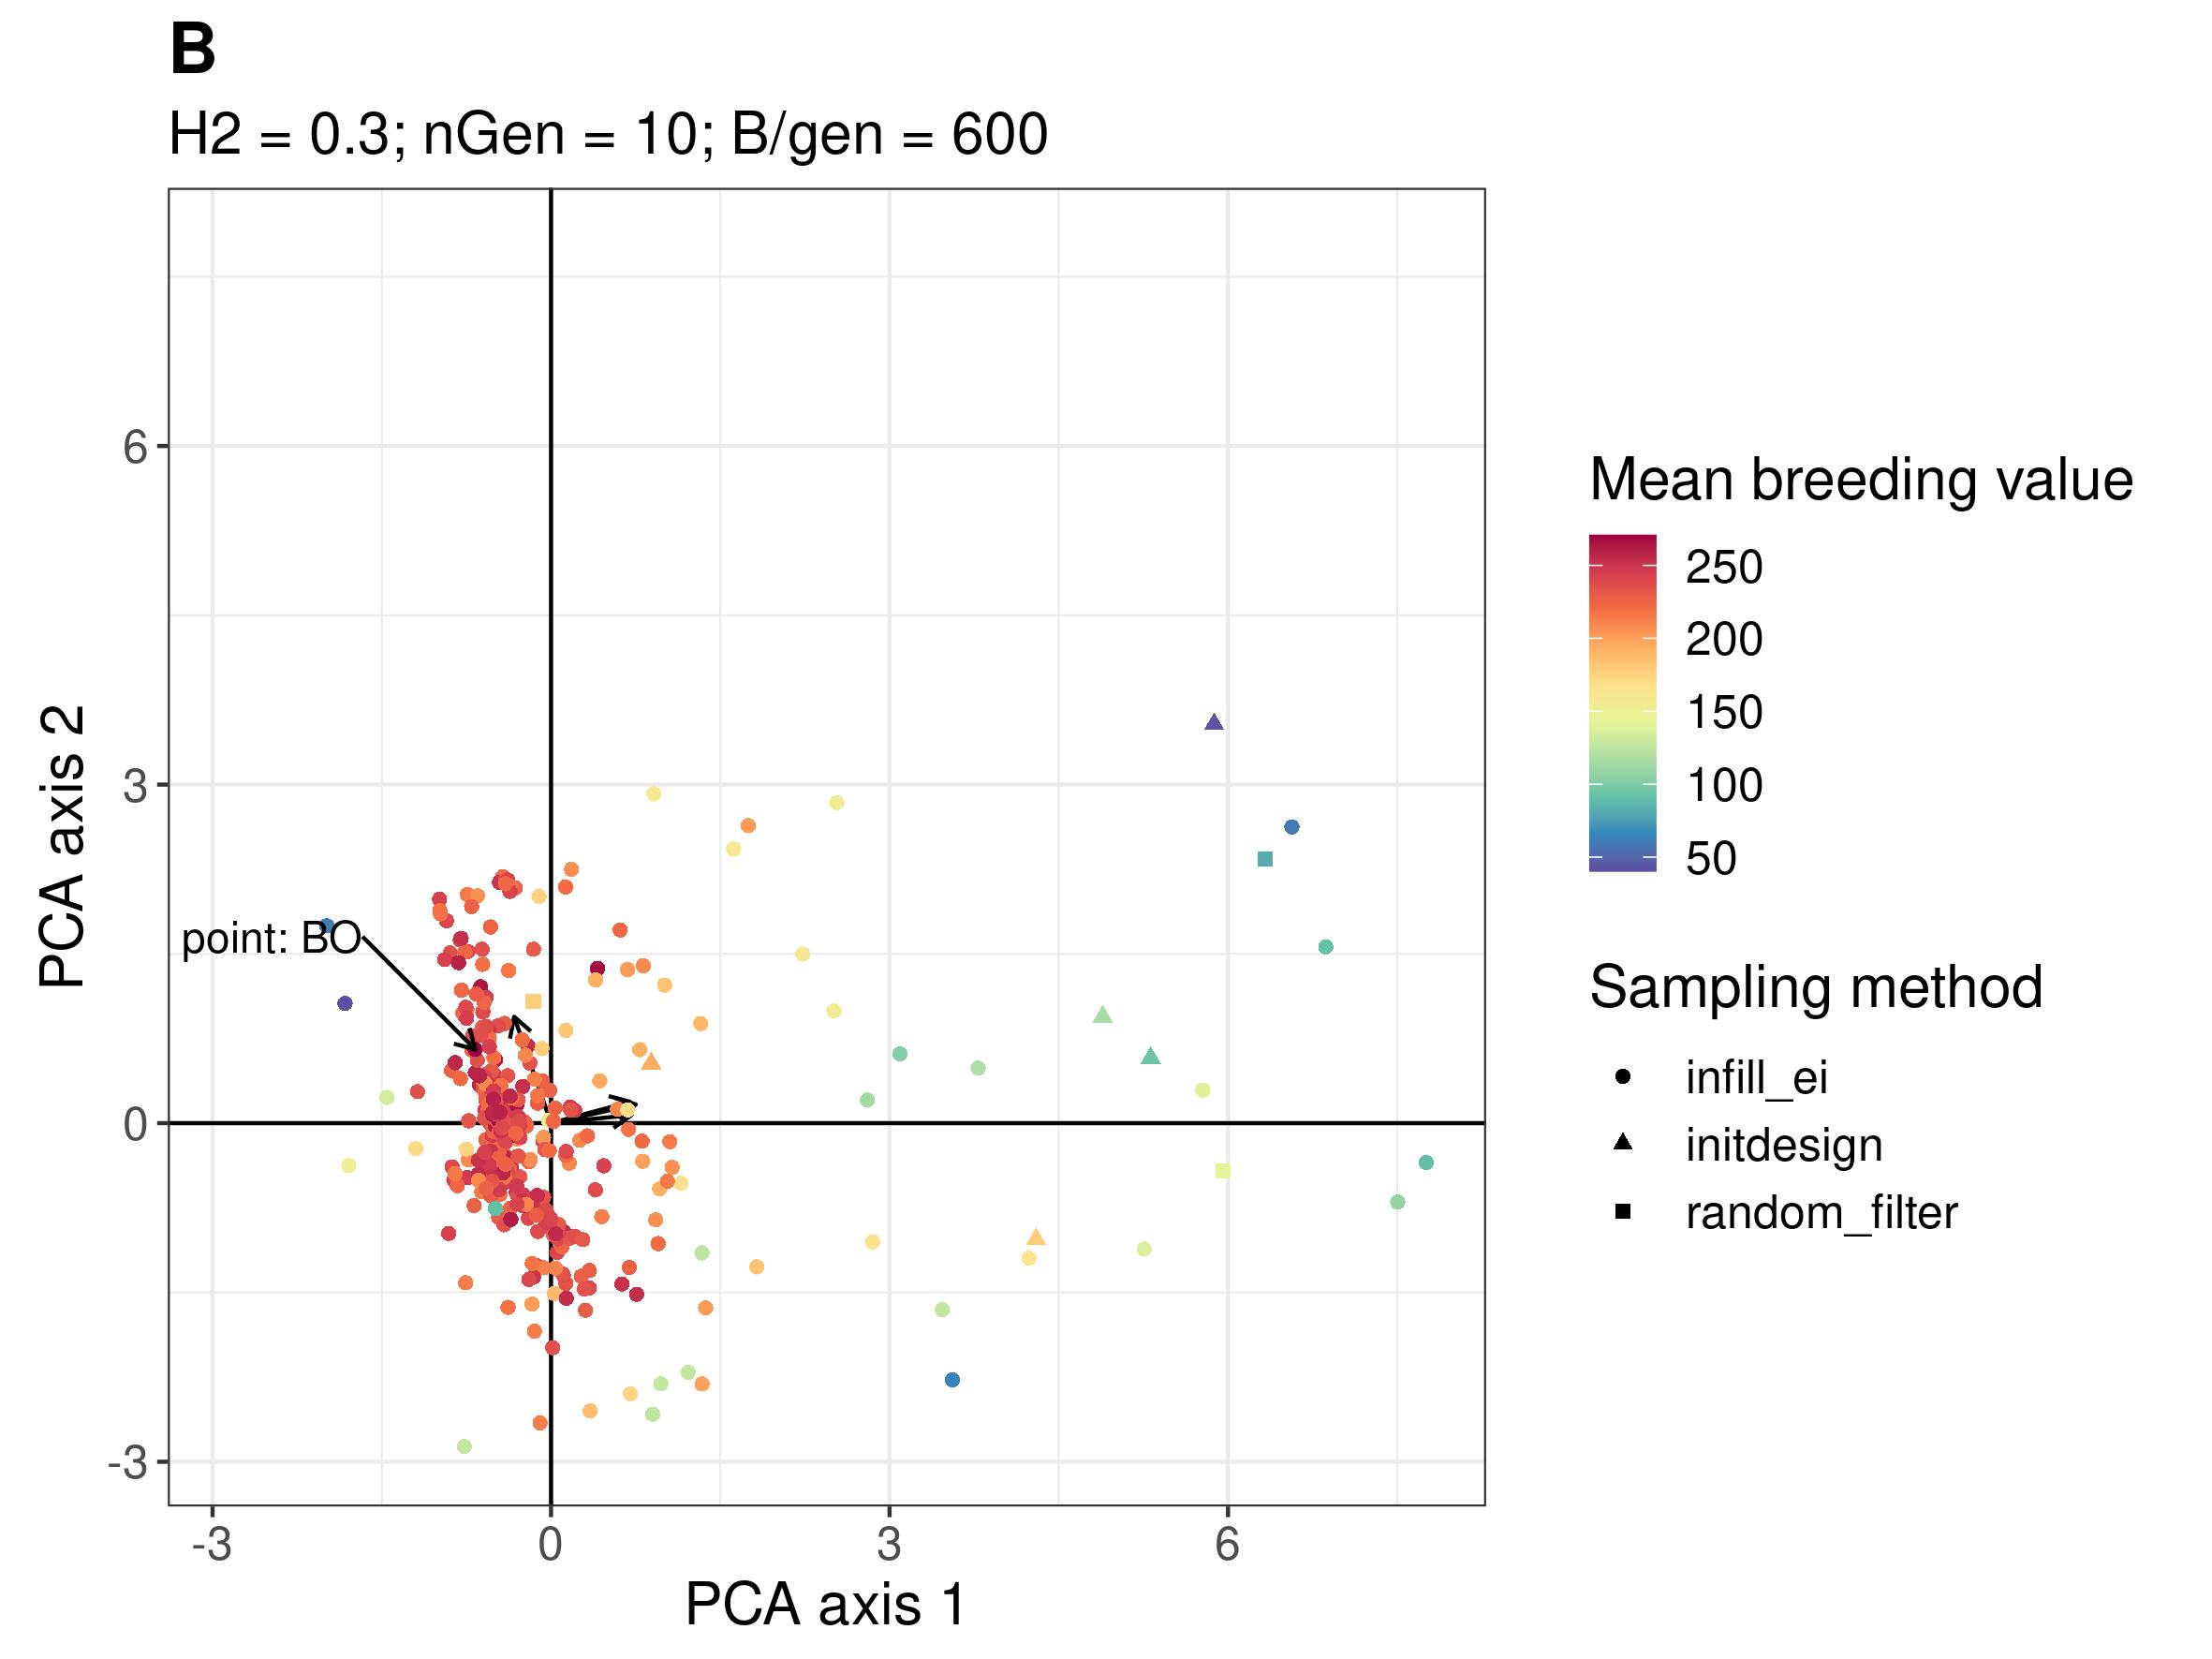 B
H2 = 0.3; nGen = 10; B/gen = 600
6
3
0
-3
PCA axis 2
point: BO
-3
0
3
6
PCA axis 1
Mean breeding value
250
200
150
100
50
Sampling method
infill_ei
initdesign
random_filter